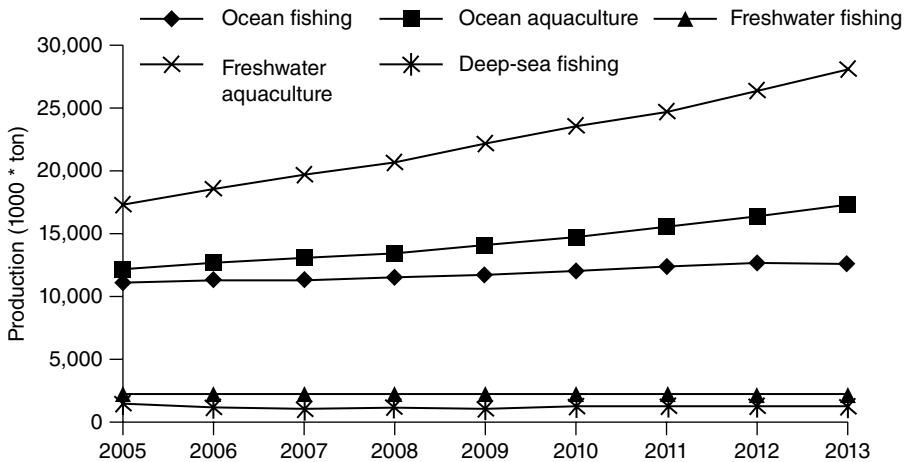 Ocean fishing
Ocean aquaculture
Freshwater fishing
Freshwater
aquaculture
Deep-sea fishing
Production (1000 * ton)
30,000
25,000
20,000
15,000
10,000
5,000
0
2005 2006 2007 2008 2009 2010 2011 2012 2013